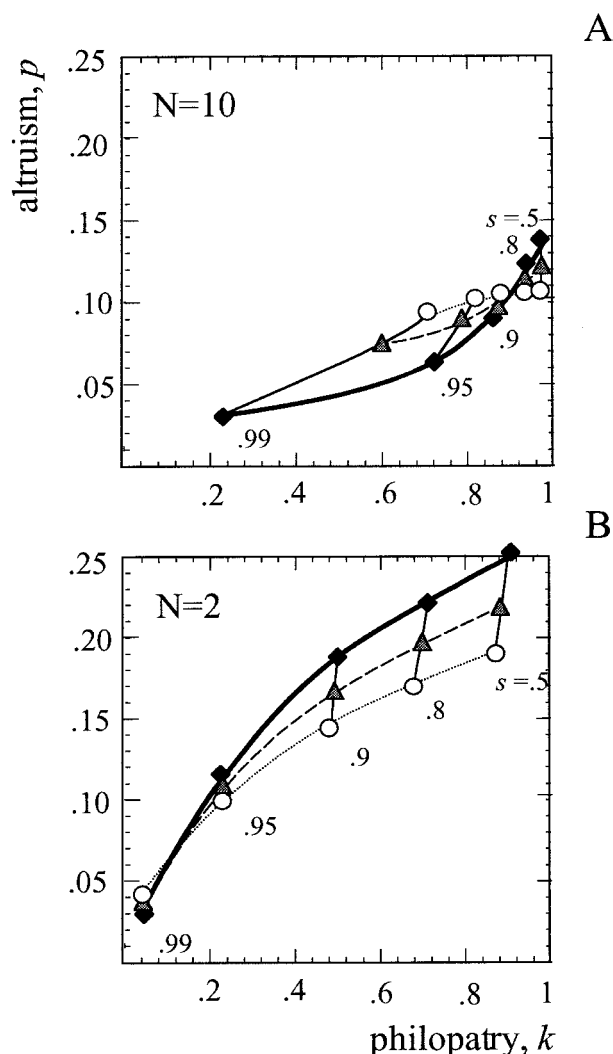 A
.25
.20
.15
.10
.05
altruism, p
N=10
s =.5
.8
.9
.95
.99
.2 .4 .6 .8 1
B
.25
.20
.15
.10
.05
N=2
s =.5
.8
.9
.95
.99
.2 .4 .6 .8 1
philopatry, k